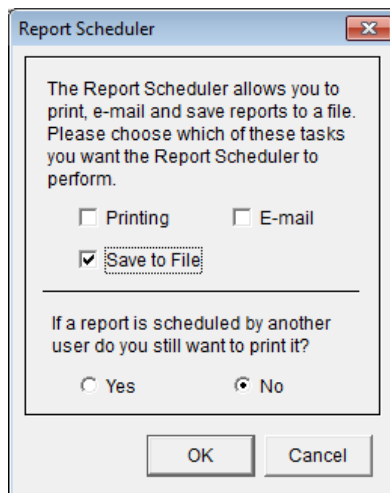 Report Scheduler
The Report Scheduler allows you to
print, e-mail and save reports to a file.
Please choose which of these tasks
you want the Report Scheduler to
perform.
Printing E-mail
Save to File
If a report is scheduled by another
user do you still want to print it?
Yes No
OK Cancel